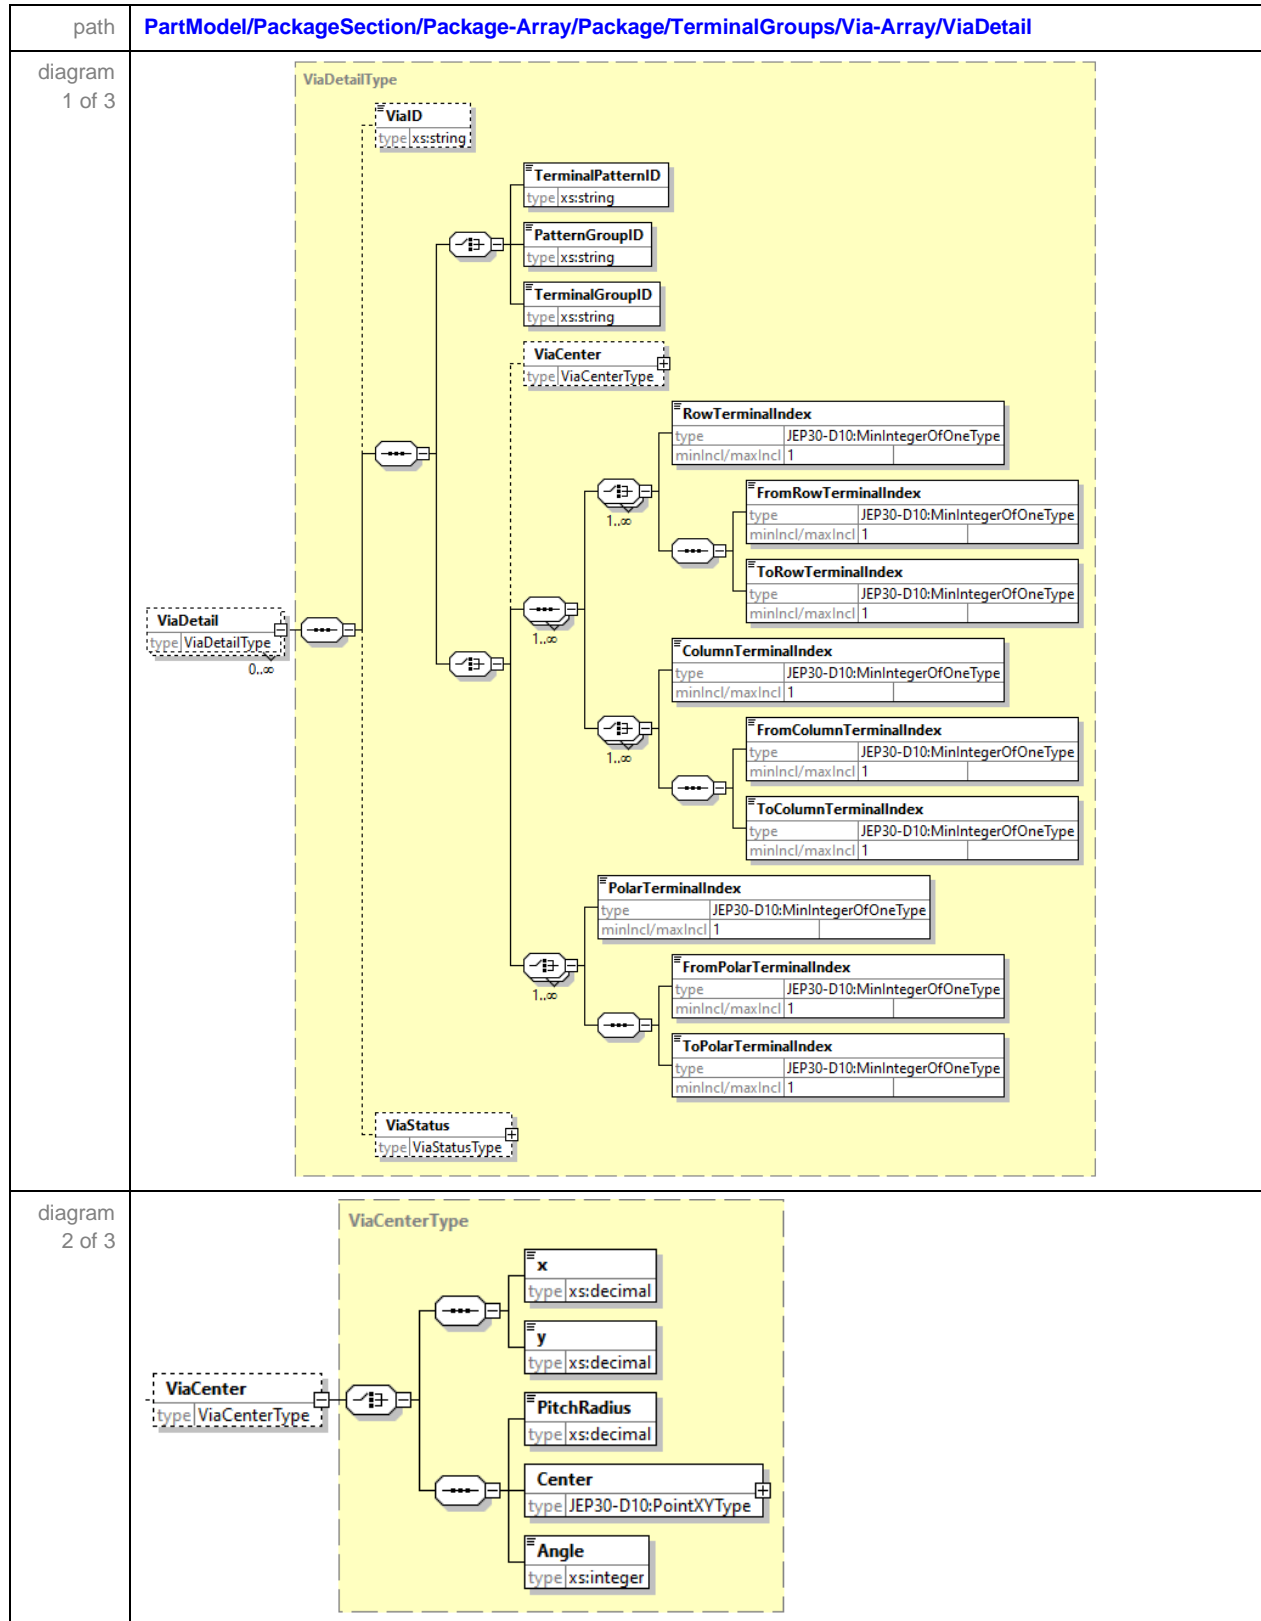 path
PartModel/PackageSection/Package-Array/Package/TerminalGroups/Via-Array/ViaDetail
diagram
1 of 3
ViaDetailType
ViaID
type xs:string
TerminalPatternID
type xs:string
PatternGroupID
type xs:string
TerminalGroupID
type xs:string
ViaCenter
type ViaCenterType
RowTerminalIndex
type JEP30-D10:MinIntegerOfOneType
minIncl/maxIncl 1
1..∞
FromRowTerminalIndex
type JEP30-D10:MinIntegerOfOneType
minIncl/maxIncl 1
ToRowTerminalIndex
type JEP30-D10:MinIntegerOfOneType
minIncl/maxIncl 1
1..∞
ViaDetail
type ViaDetailType
0..∞
ColumnTerminalIndex
type JEP30-D10:MinIntegerOfOneType
minIncl/maxIncl 1
1..∞
FromColumnTerminalIndex
type JEP30-D10:MinIntegerOfOneType
minIncl/maxIncl 1
ToColumnTerminalIndex
type JEP30-D10:MinIntegerOfOneType
minIncl/maxIncl 1
PolarTerminalIndex
type JEP30-D10:MinIntegerOfOneType
minIncl/maxIncl 1
1..∞
FromPolarTerminalIndex
type JEP30-D10:MinIntegerOfOneType
minIncl/maxIncl 1
ToPolarTerminalIndex
type JEP30-D10:MinIntegerOfOneType
minIncl/maxIncl 1
ViaStatus
type ViaStatusType
diagram
2 of 3
ViaCenterType
x
type xs:decimal
y
type xs:decimal
ViaCenter
type ViaCenterType
PitchRadius
type xs:decimal
Center
type JEP30-D10:PointXYType
Angle
type xs:integer